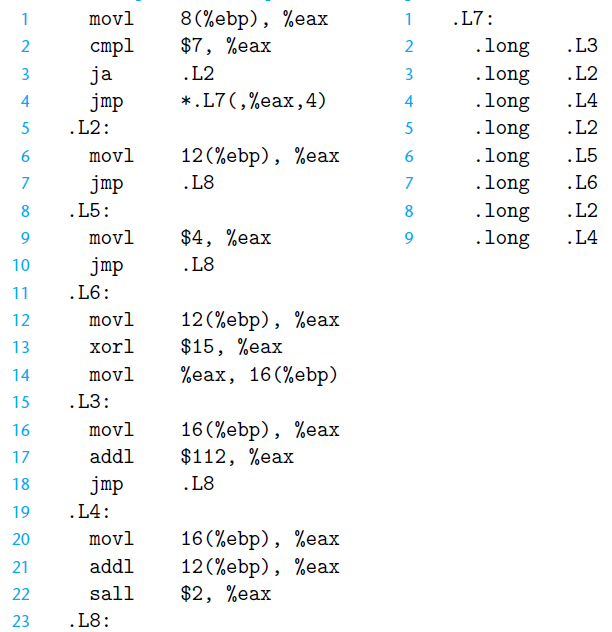 1 movl 8(%ebp), %eax
2 cmpl $7, %eax
3 ja .L2
4 jmp *.L7(,%eax,4)
5 .L2:
6 movl 12(%ebp), %eax
7 jmp .L8
8 .L5:
9 movl $4, %eax
10 jmp .L8
11 .L6:
12 movl 12(%ebp), %eax
13 xorl $15, %eax
14 movl %eax, 16(%ebp)
15 .L3:
16 movl 16(%ebp), %eax
17 addl $112, %eax
18 jmp .L8
19 .L4:
20 movl 16(%ebp), %eax
21 addl 12(%ebp), %eax
22 sall $2, %eax
23 .L8:
1 .L7:
2 .long .L3
3 .long .L2
4 .long .L4
5 .long .L2
6 .long .L5
7 .long .L6
8 .long .L2
9 .long .L4